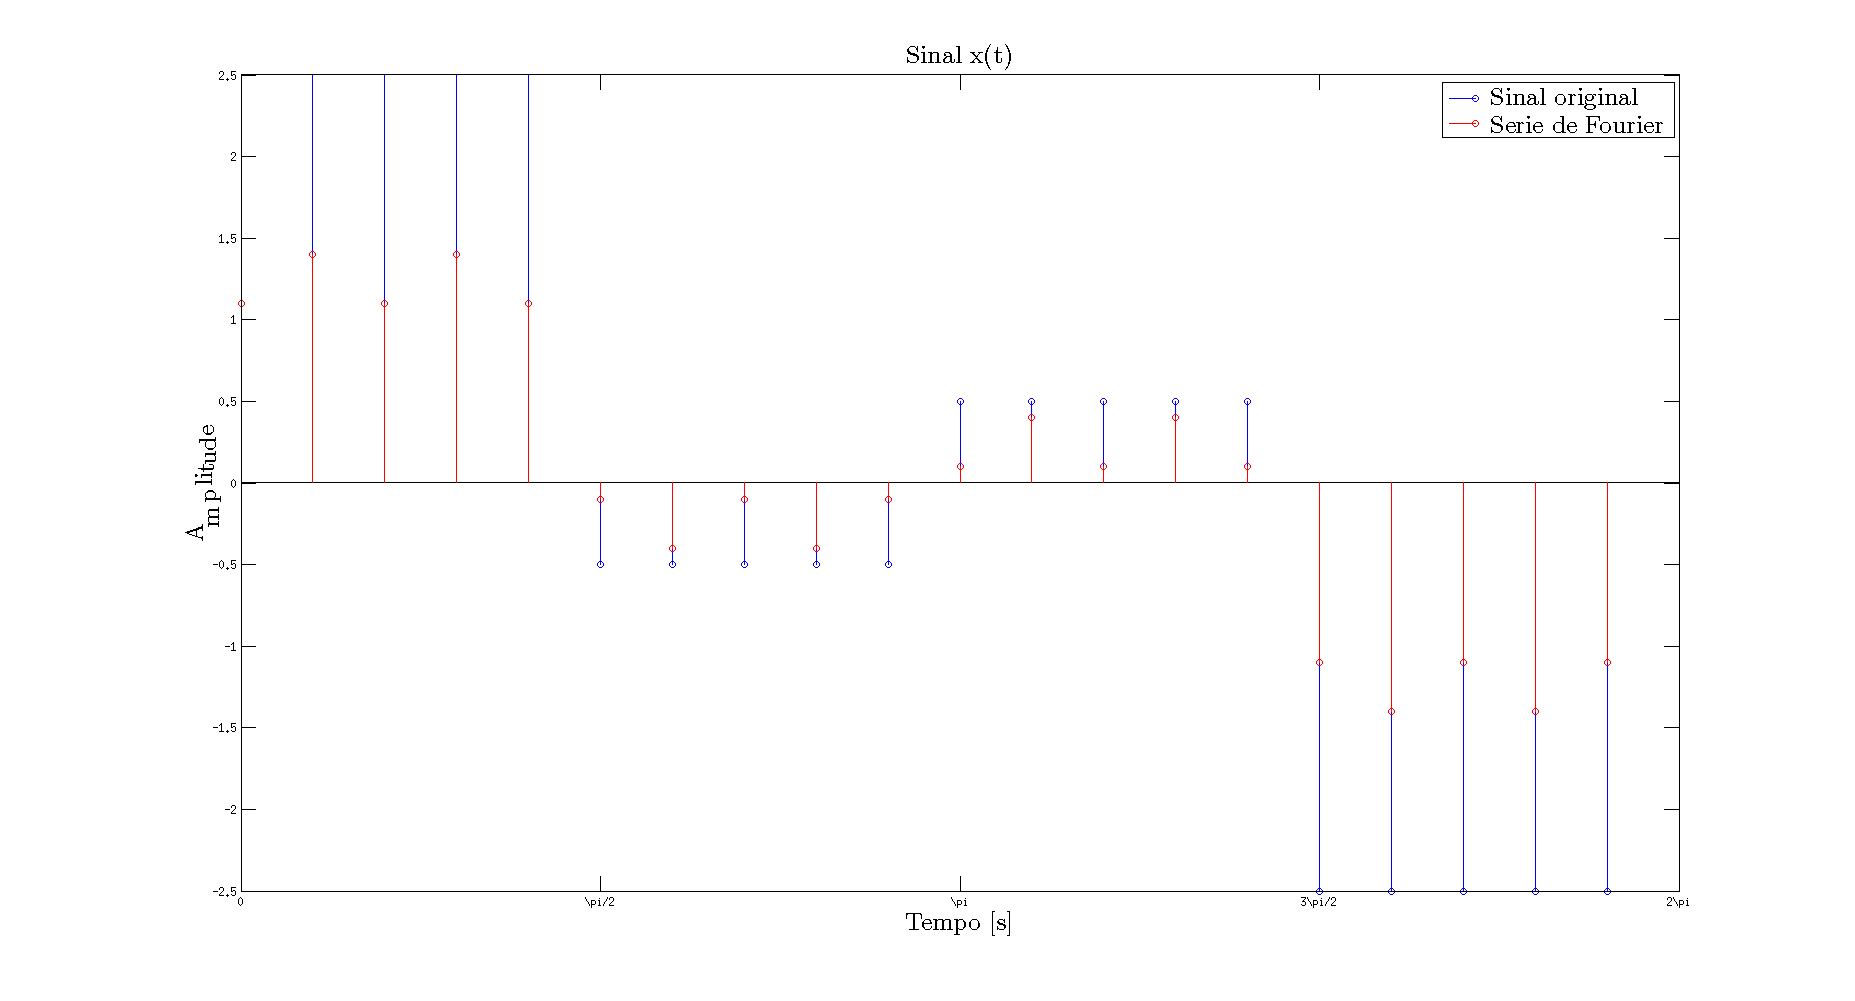 Sinal x(t)
Sinal original
Serie de Fourier
Amplitude
2.5
2
1.5
1
0.5
0
-0.5
-1
-1.5
-2
-2.5
0 \pi/2 \pi 3\pi/2 2\pi
Tempo [s]